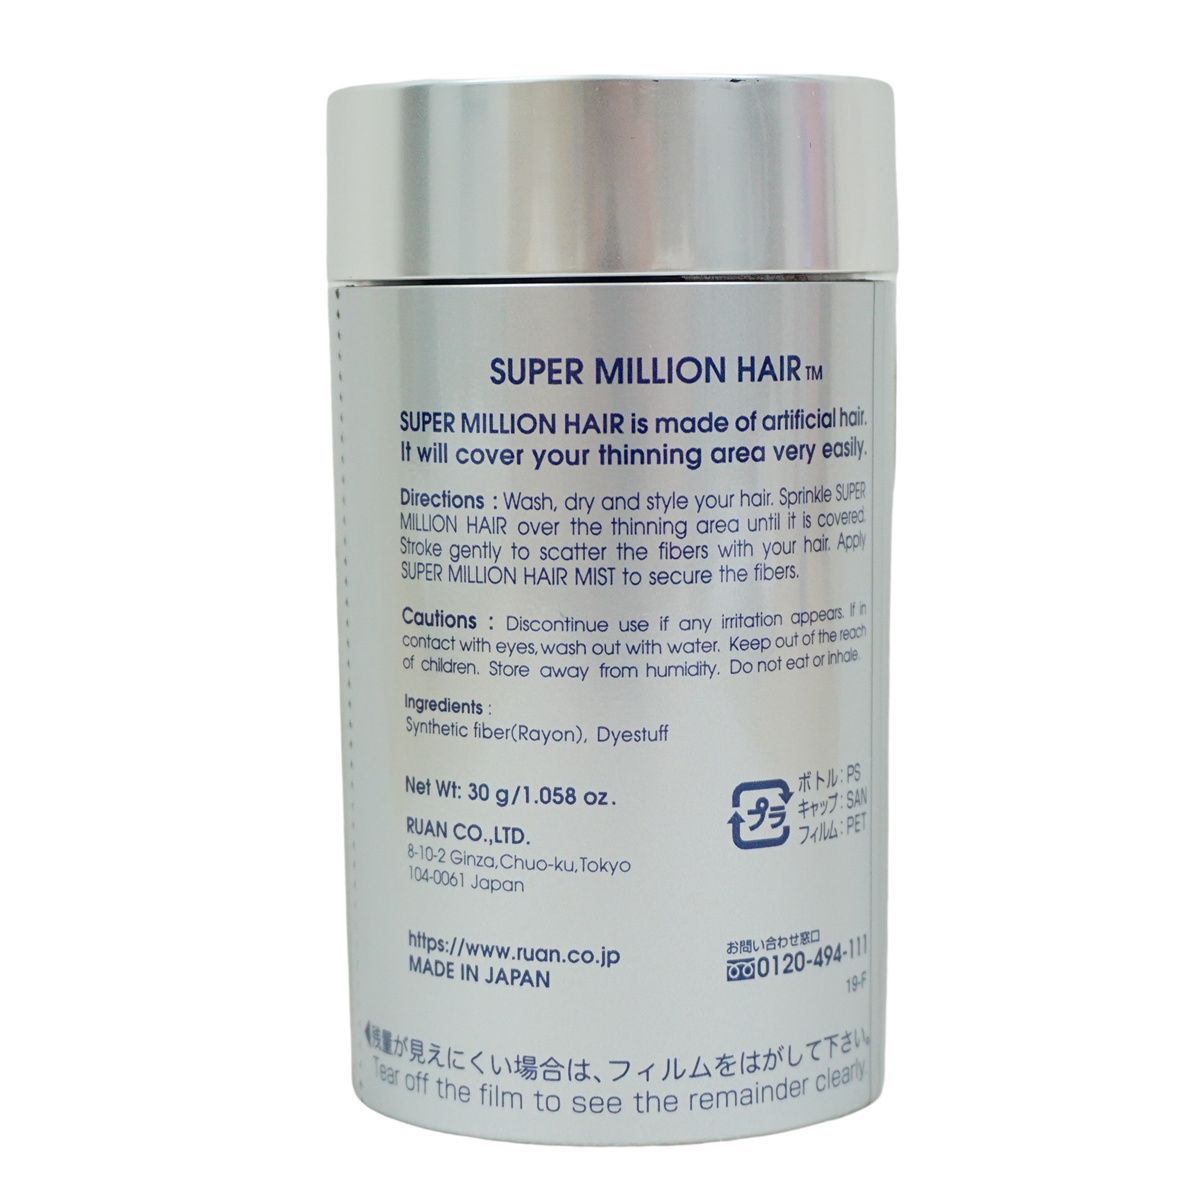 SUPER MILLION HAIR TM
SUPER MILLION HAIR is made of artificial hair.
It will cover your thinning area very easily.
Directions : Wash, dry and style your hair. Sprinkle SUPER
MILLION HAIR over the thinning area until it is covered.
Stroke gently to scatter the fibers with your hair. Apply
SUPER MILLION HAIR MIST to secure the fibers.
Cautions : Discontinue use if any irritation appears. If in
contact with eyes, wash out with water. Keep out of the reach
of children. Store away from humidity. Do not eat or inhale.
Ingredients :
Synthetic fiber(Rayon), Dyestuff
Net Wt: 30 g/1.058 oz.
プラ
ボトル：PS
キャップ：SAN
フィルム：PET
RUAN CO.,LTD.
8-10-2 Ginza,Chuo-ku,Tokyo
104-0061 Japan
https://www.ruan.co.jp
MADE IN JAPAN
お問い合わせ窓口
0120-494-111
19-F
◀残量が見えにくい場合は、フィルムをはがして下さい。
Tear off the film to see the remainder clearly.